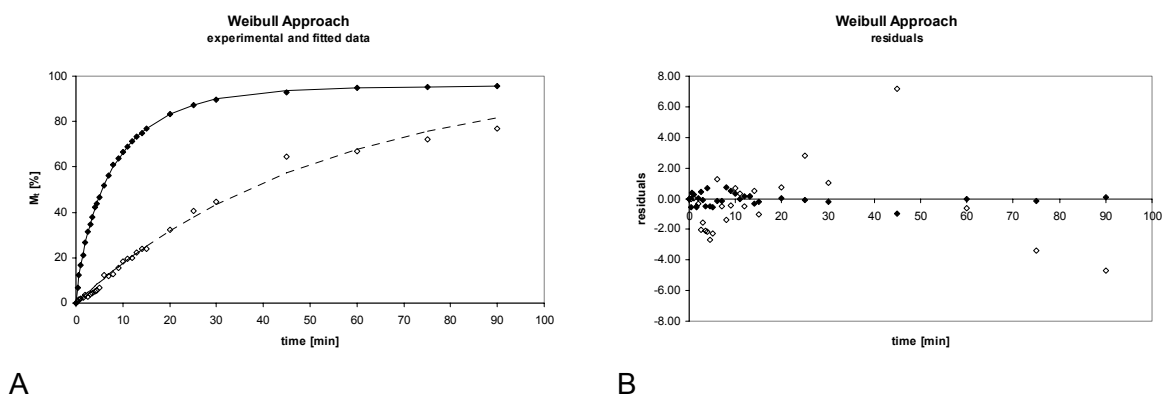 Weibull Approach
experimental and fitted data
100
80
60
40
20
0
Mt [%]
0 10 20 30 40 50 60 70 80 90 100
time [min]
A
Weibull Approach
residuals
8.00
6.00
4.00
2.00
0.00
-2.00
-4.00
-6.00
-8.00
residuals
0 10 20 30 40 50 60 70 80 90 100
time [min]
B